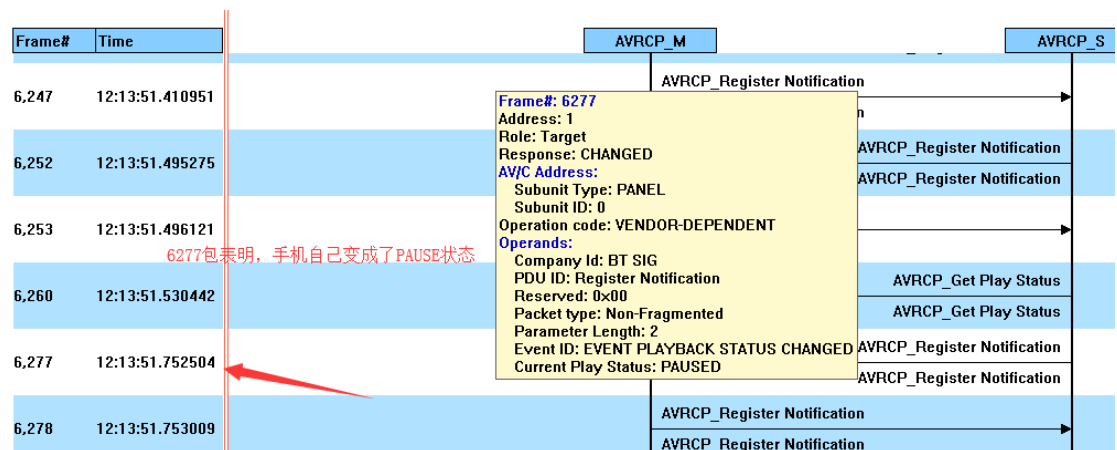 Frame# Time AVRCP_M AVRCP_S
AVRCP_Register Notification
6,247 12:13:51.410951
n
Frame#: 6277
Address: 1
Role: Target
Response: CHANGED
AV/C Address:
Subunit Type: PANEL
Subunit ID: 0
Operation code: VENDOR-DEPENDENT
Operands:
Company Id: BT SIG
PDU ID: Register Notification
Reserved: 0x00
Packet type: Non-Fragmented
Parameter Length: 2
Event ID: EVENT PLAYBACK STATUS CHANGED
Current Play Status: PAUSED
AVRCP_Register Notification
6,252 12:13:51.495275
AVRCP_Register Notification
6,253 12:13:51.496121
6277包表明，手机自己变成了PAUSE状态
AVRCP_Get Play Status
6,260 12:13:51.530442
AVRCP_Get Play Status
AVRCP_Register Notification
6,277 12:13:51.752504
AVRCP_Register Notification
AVRCP_Register Notification
6,278 12:13:51.753009
AVRCP_Register Notification